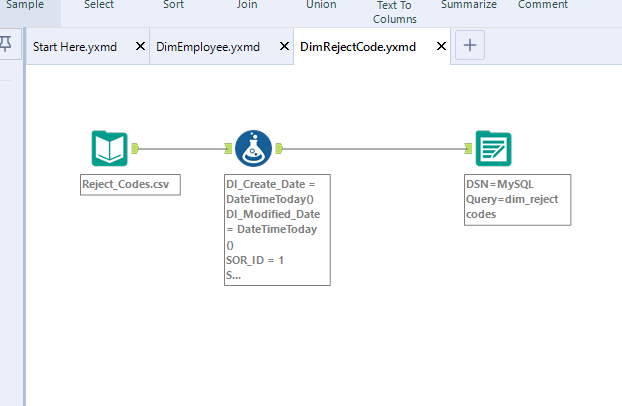 Sample Select Sort Join Union Text To Summarize Comment
Columns
Start Here.yxmd DimEmployee.yxmd DimRejectCode.yxmd
Reject_Codes.csv
DI_Create_Date =
DateTimeToday()
DI_Modified_Date
= DateTimeToday
()
SOR_ID = 1
S...
DSN=MySQL
Query=dim_reject
codes